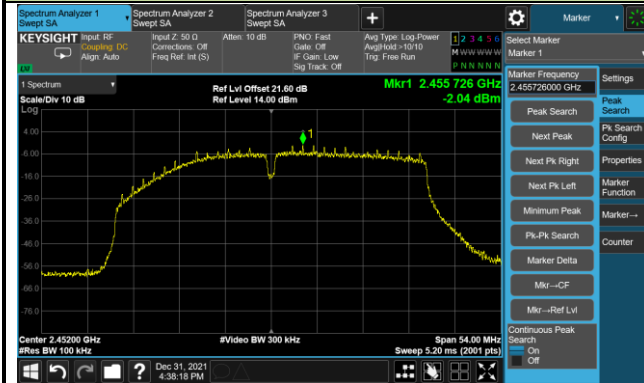 Spectrum Analyzer 1
Swept SA
Spectrum Analyzer 2
Swept SA
Spectrum Analyzer 3
Swept SA
+
Marker
KEYSIGHT
Input: RF
Coupling: DC
Align: Auto
Input Z: 50 Ω
Corrections: Off
Freq Ref: Int (S)
Atten: 10 dB
PNO: Fast
Gate: Off
IF Gain: Low
Sig Track: Off
Avg Type: Log-Power
Avg|Hold:>10/10
Trig: Free Run
1 2 3 4 5 6
M W W W W W
P N N N N N
LV
Select Marker
Marker 1
1 Spectrum
Scale/Div 10 dB
Log
Ref Lvl Offset 21.60 dB
Ref Level 14.00 dBm
Mkr1 2.455 726 GHz
-2.04 dBm
4.00
-6.00
-16.0
-26.0
-36.0
-46.0
-56.0
-66.0
-76.0
1
Center 2.45200 GHz
#Res BW 100 kHz
#Video BW 300 kHz
Span 54.00 MHz
Sweep 5.20 ms (2001 pts)
Marker Frequency
2.455726000 GHz
Peak Search
Next Peak
Next Pk Right
Next Pk Left
Minimum Peak
Pk-Pk Search
Marker Delta
Mkr→CF
Mkr→Ref Lvl
Continuous Peak
Search
On
Off
Settings
Peak
Search
Pk Search
Config
Properties
Marker
Function
Marker→
Counter
?
Dec 31, 2021
4:38:18 PM